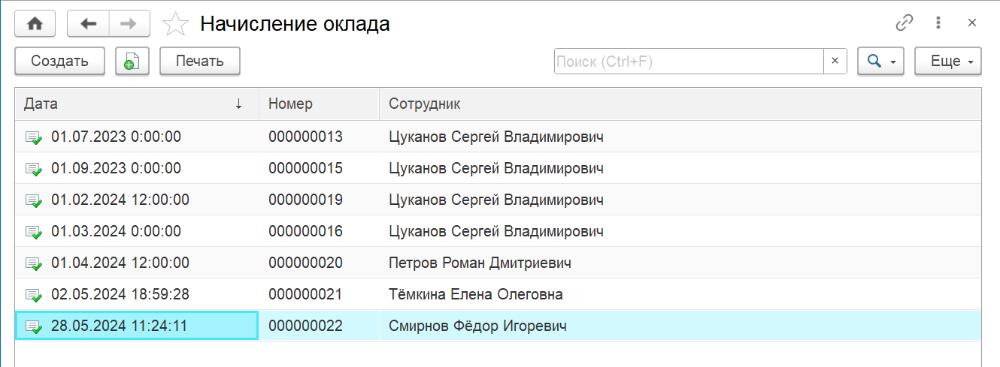 Начисление оклада
Создать Печать Поиск (Ctrl+F) × Еще
Дата ↓ Номер Сотрудник
01.07.2023 0:00:00 000000013 Цуканов Сергей Владимирович
01.09.2023 0:00:00 000000015 Цуканов Сергей Владимирович
01.02.2024 12:00:00 000000019 Цуканов Сергей Владимирович
01.03.2024 0:00:00 000000016 Цуканов Сергей Владимирович
01.04.2024 12:00:00 000000020 Петров Роман Дмитриевич
02.05.2024 18:59:28 000000021 Тёмкина Елена Олеговна
28.05.2024 11:24:11 000000022 Смирнов Фёдор Игоревич